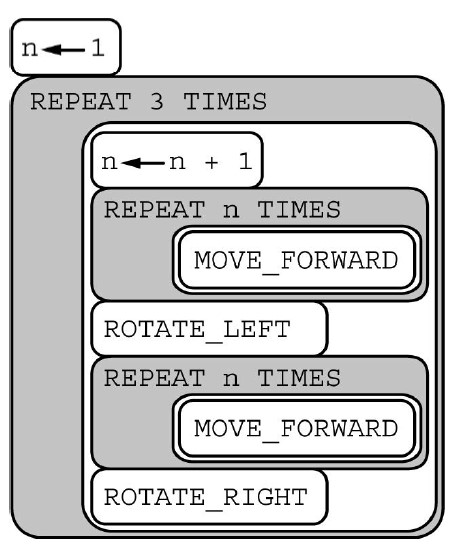 n ← 1
REPEAT 3 TIMES
n ← n + 1
REPEAT n TIMES
MOVE_FORWARD
ROTATE_LEFT
REPEAT n TIMES
MOVE_FORWARD
ROTATE_RIGHT